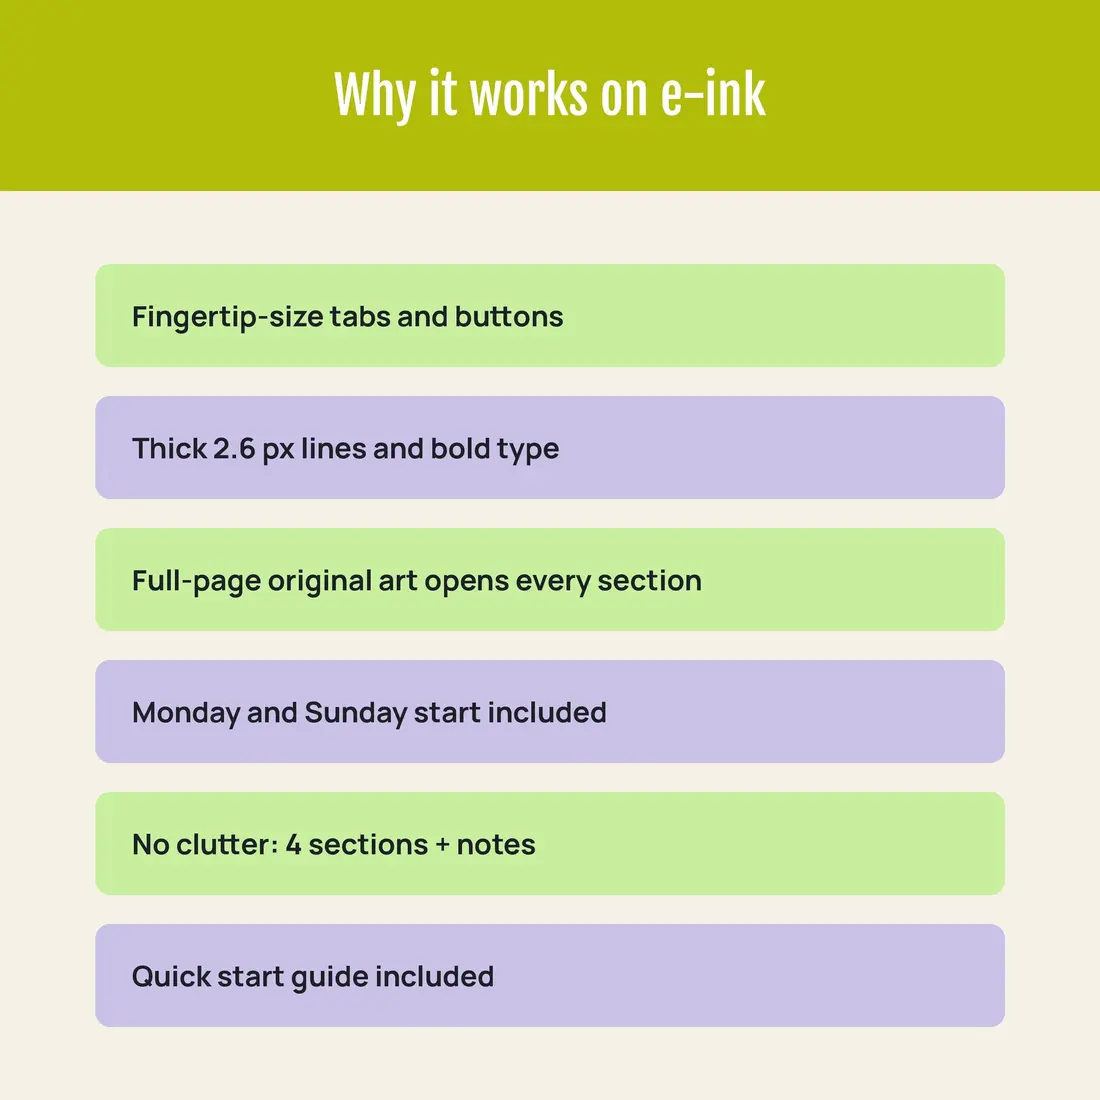 Why it works on e-ink
Fingertip-size tabs and buttons
Thick 2.6 px lines and bold type
Full-page original art opens every section
Monday and Sunday start included
No clutter: 4 sections + notes
Quick start guide included